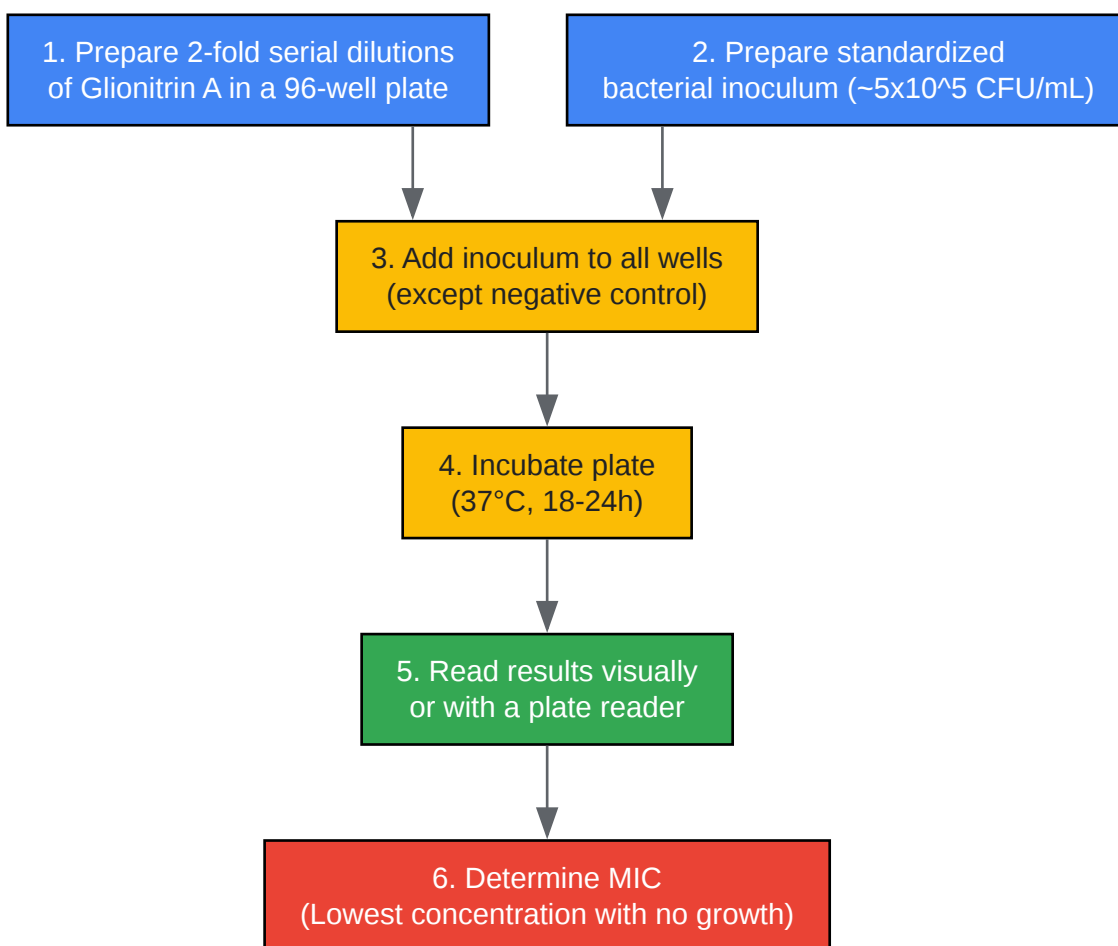 1. Prepare 2-fold serial dilutions
of Glionitrin A in a 96-well plate
2. Prepare standardized
bacterial inoculum (~5x10^5 CFU/mL)
3. Add inoculum to all wells
(except negative control)
4. Incubate plate
(37°C, 18-24h)
5. Read results visually
or with a plate reader
6. Determine MIC
(Lowest concentration with no growth)